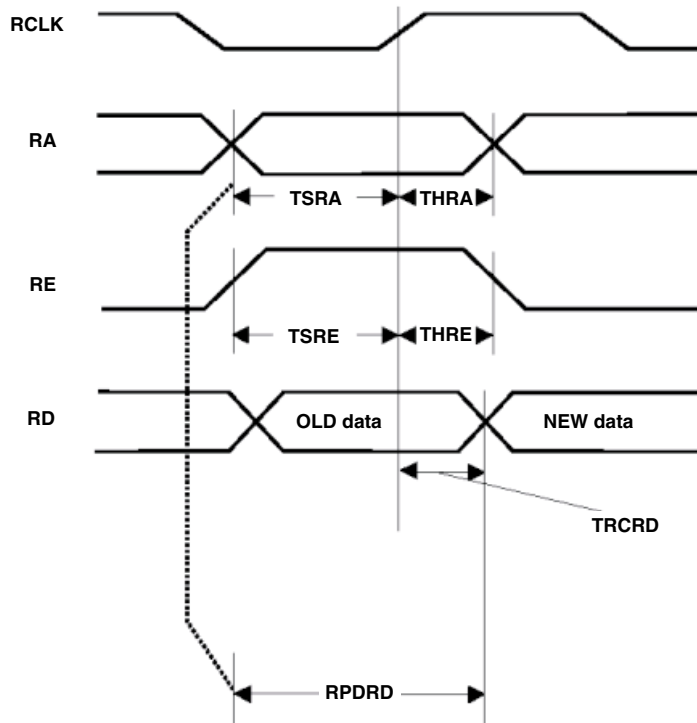 RCLK
RA
TSRA THRA
RE
TSRE THRE
RD OLD data NEW data
TRCRD
RPDRD